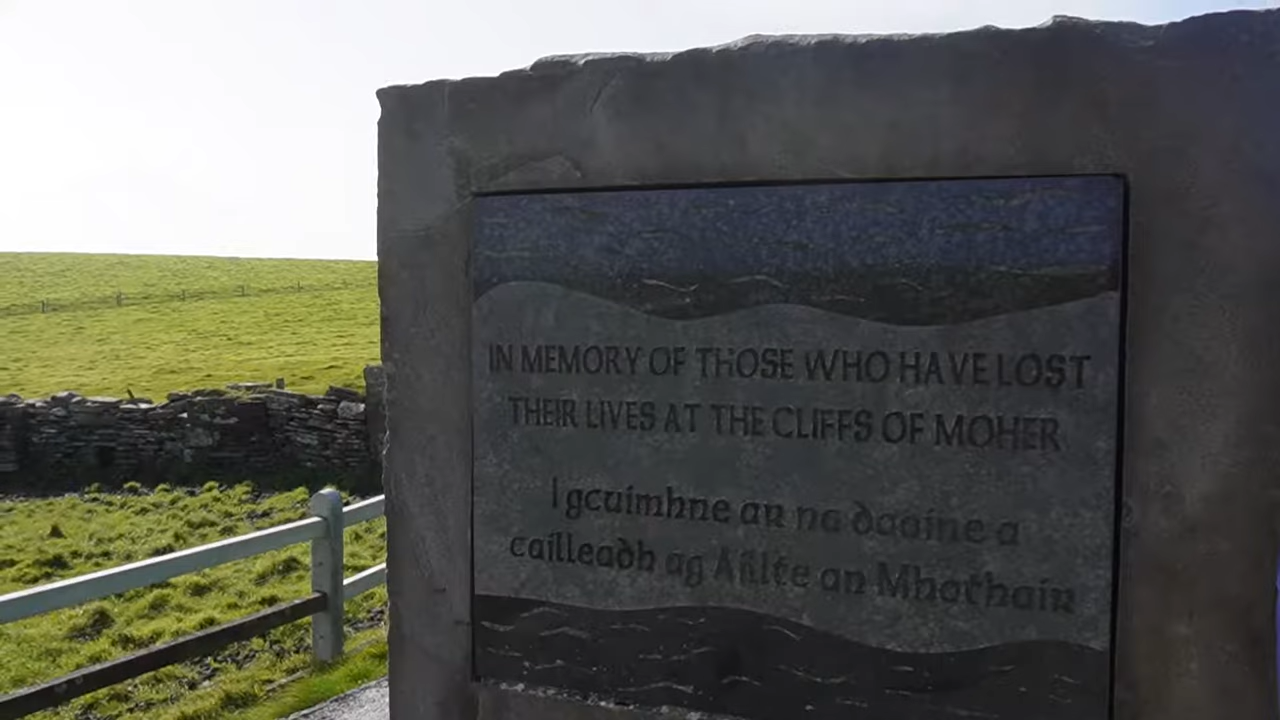 IN MEMORY OF THOSE WHO HAVE LOST
THEIR LIVES AT THE CLIFFS OF MOHER
I gcuimhne ar na daoine a
cailleadh ag Aillte an Mhothair